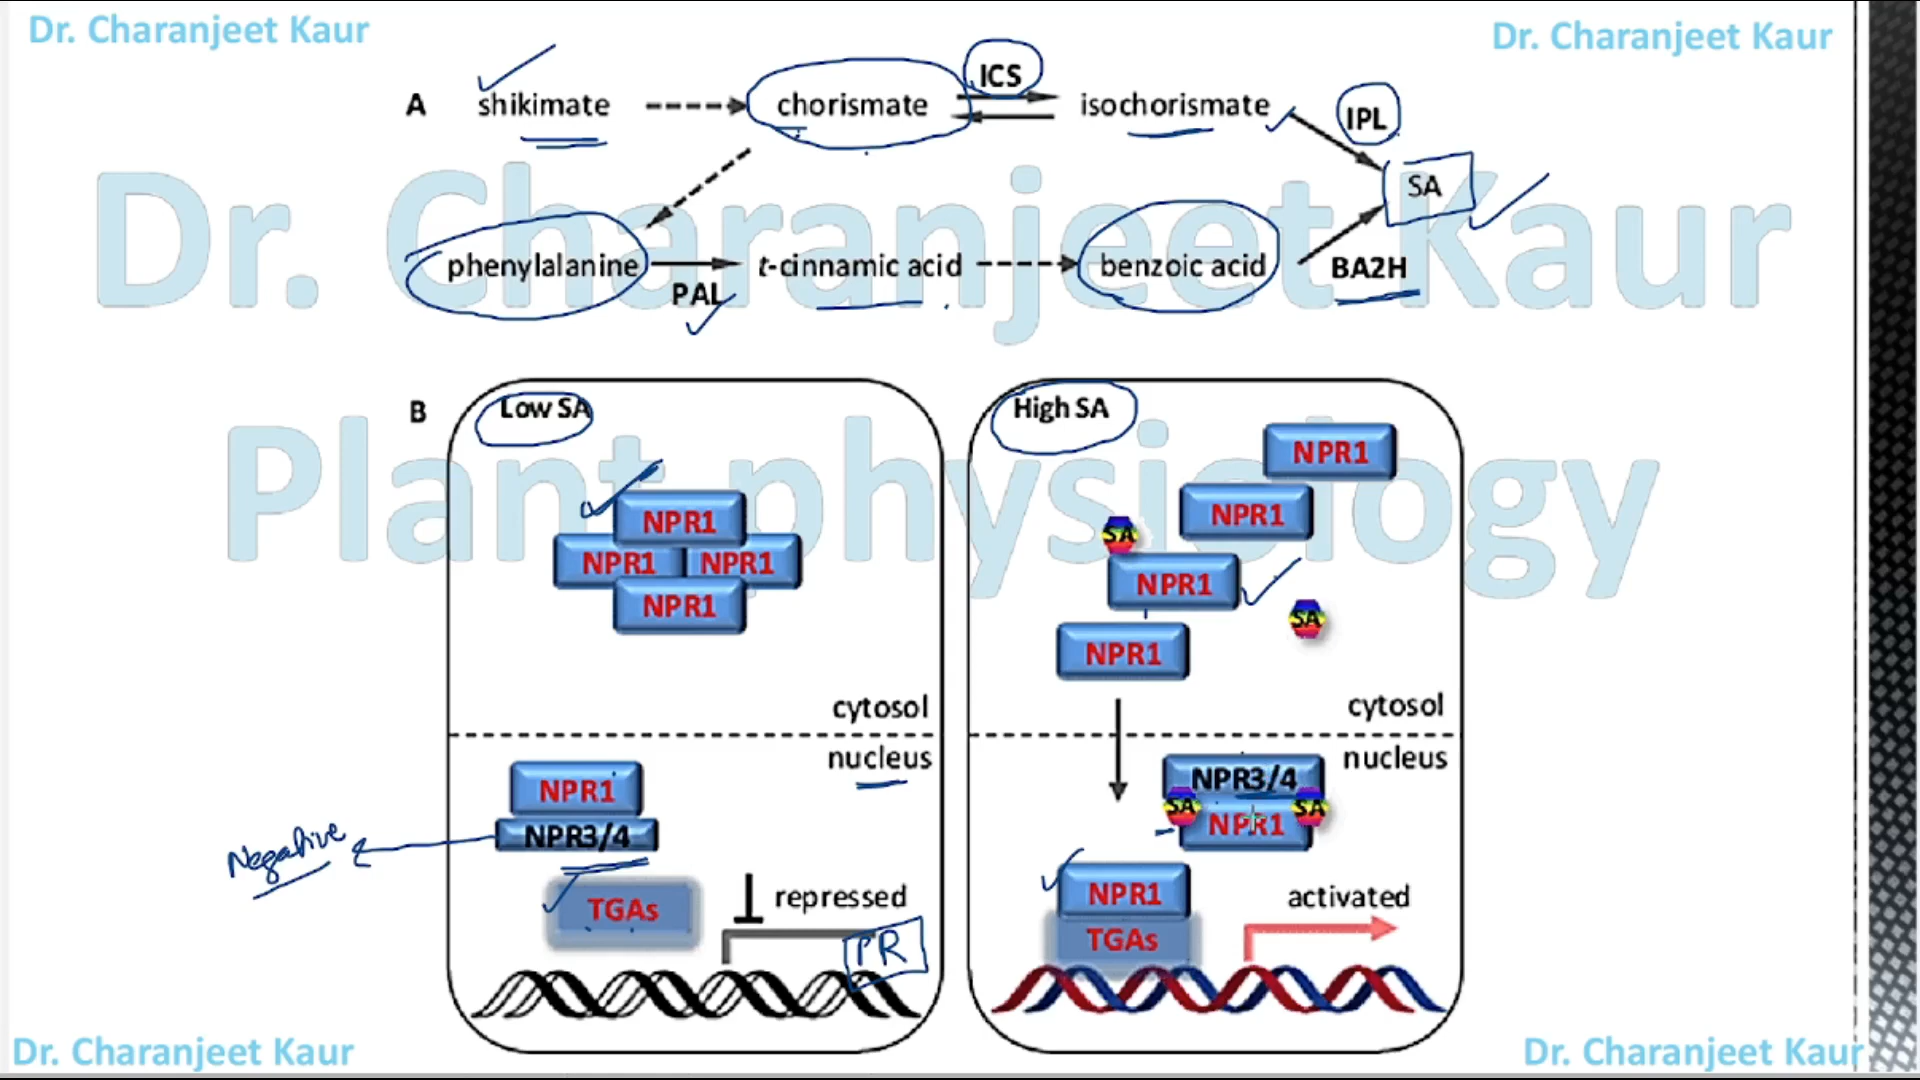 Dr. Charanjeet Kaur
Dr. Charanjeet Kaur
A shikimate chorismate ICS isochorismate IPL
SA
phenylalanine PAL t-cinnamic acid benzoic acid BA2H
Dr. Charanjeet Kaur
Plant physiology
B
Low SA
NPR1
NPR1 NPR1
NPR1
cytosol
nucleus
NPR1
NPR3/4
Negative
TGAs
repressed
PR
High SA
NPR1
NPR1
SA
NPR1
SA
NPR1
cytosol
nucleus
NPR3/4
SA SA
NPR1
NPR1
TGAs
activated
Dr. Charanjeet Kaur
Dr. Charanjeet Kaur